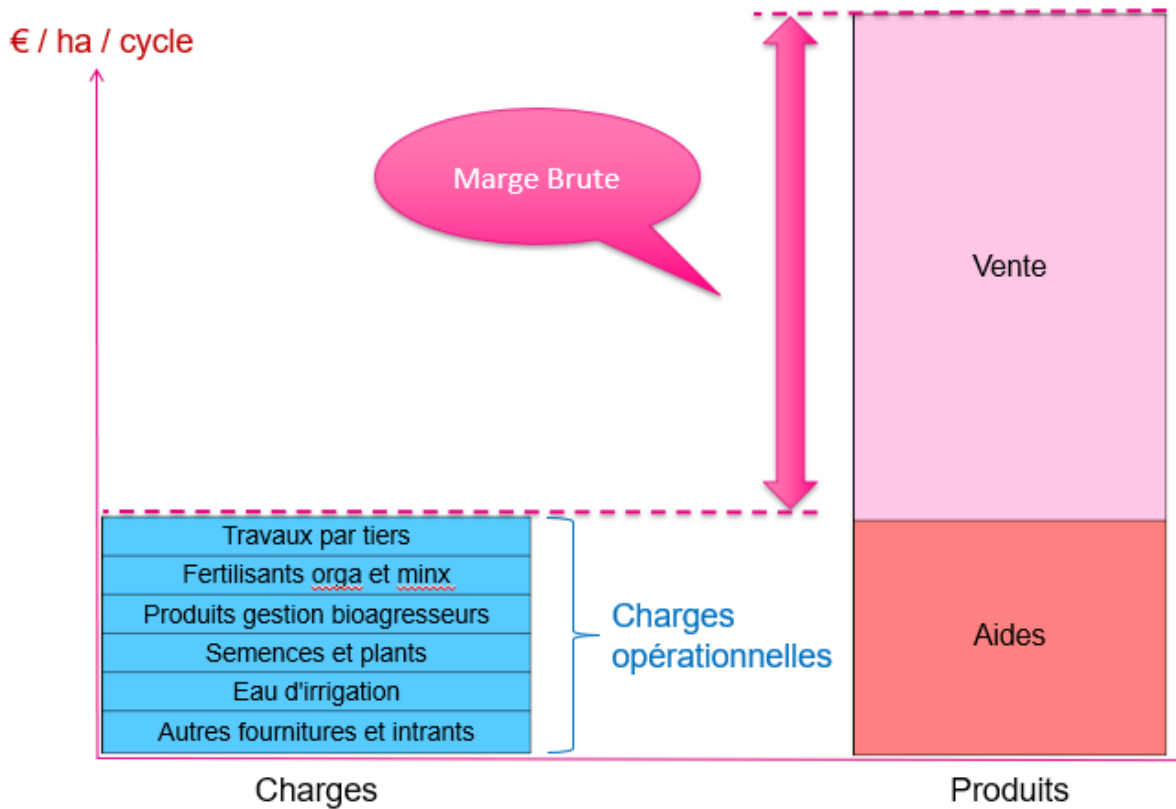 € / ha / cycle
Marge Brute
Vente
Travaux par tiers
Fertilisants orga et minx
Produits gestion bioagresseurs
Semences et plants
Eau d'irrigation
Autres fournitures et intrants
Charges
opérationnelles
Aides
Charges
Produits